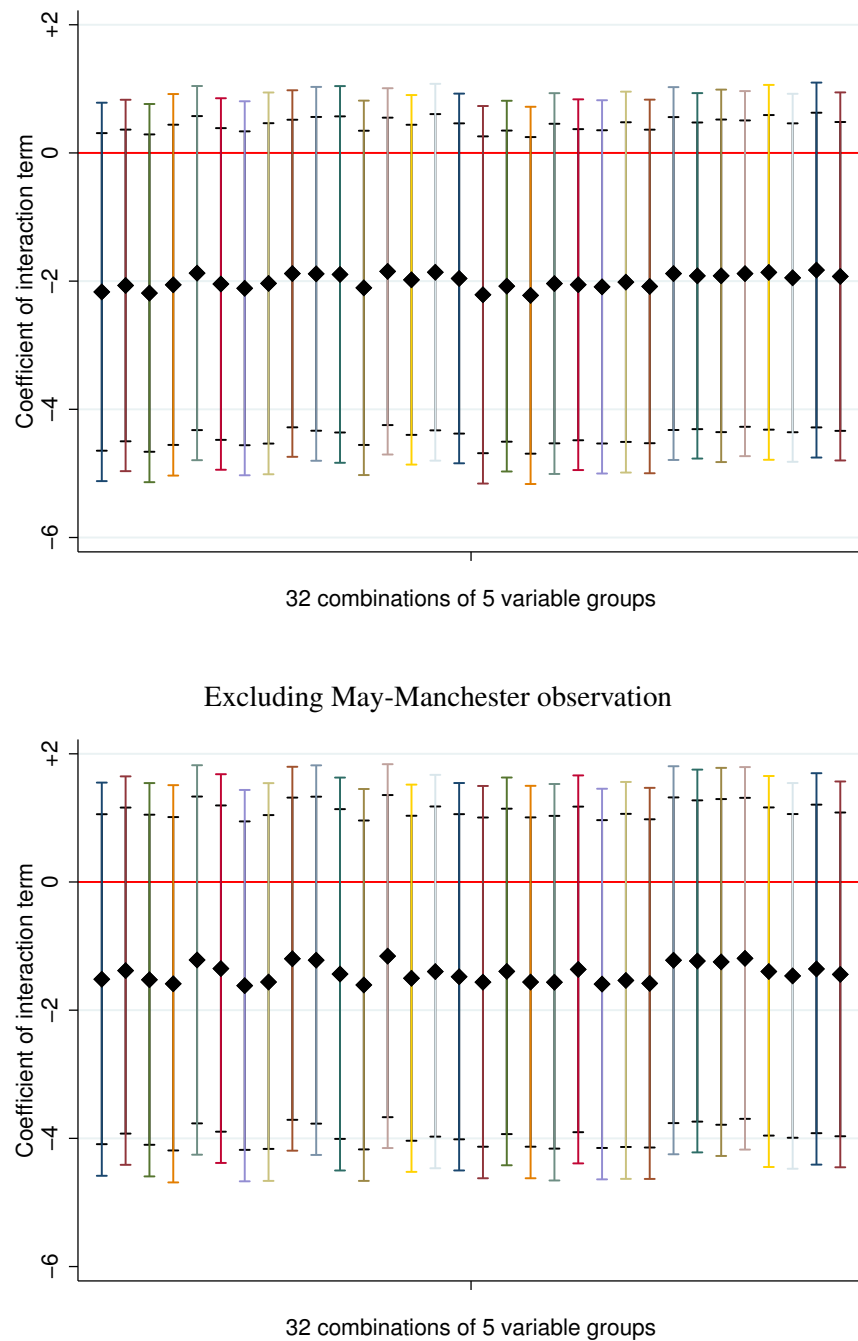 +2
0
−2
−4
−6
Coefficient of interaction term
32 combinations of 5 variable groups
Excluding May-Manchester observation
+2
0
−2
−4
−6
Coefficient of interaction term
32 combinations of 5 variable groups